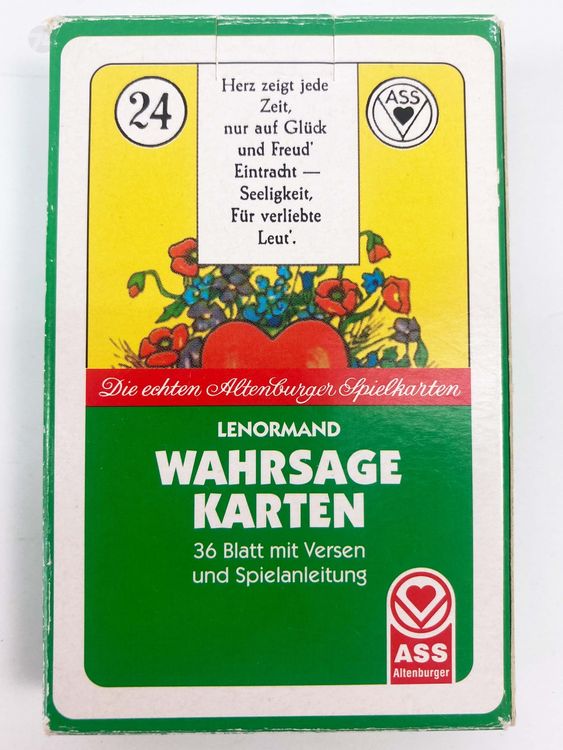 24
Herz zeigt jede
Zeit,
nur auf Glück
und Freud'
Eintracht —
Seeligkeit,
Für verliebte
Leut'.
ASS
Die echten Altenburger Spielkarten
LENORMAND
WAHRSAGE
KARTEN
36 Blatt mit Versen
und Spielanleitung
ASS
Altenburger